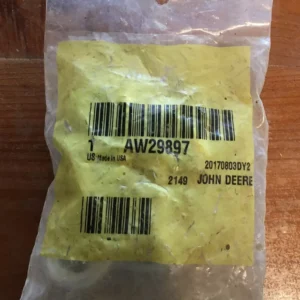 1 AW29897
US Made in USA
20170803DY2
2149 JOHN DEERE